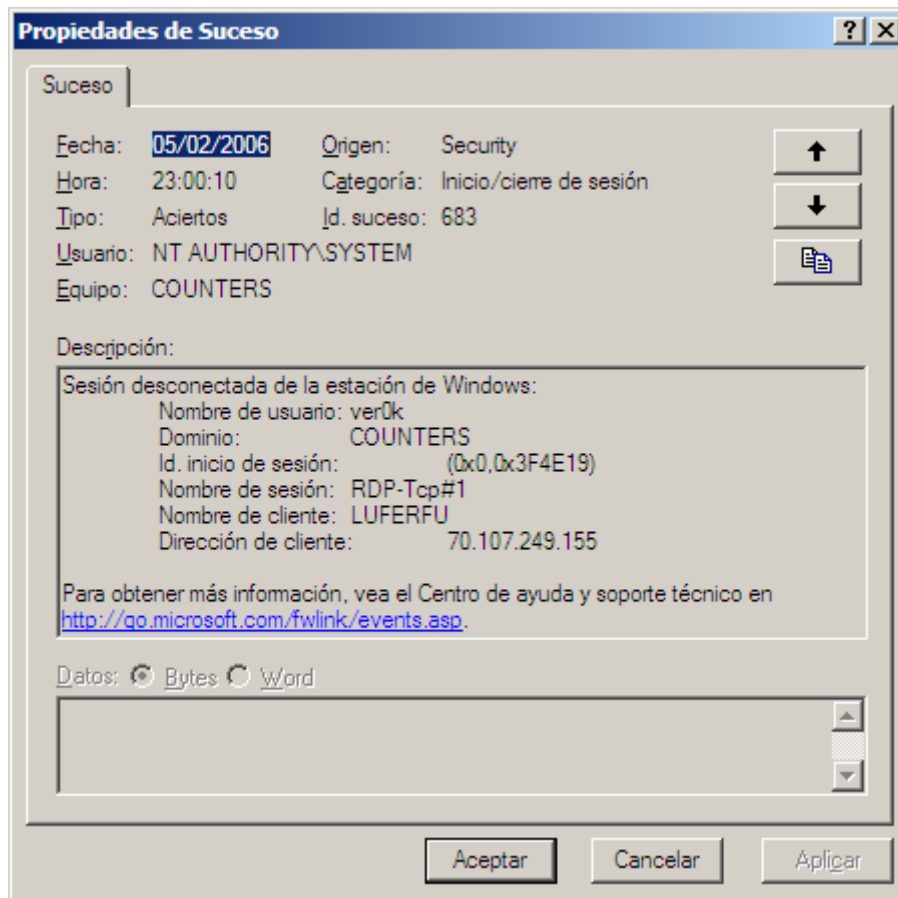 Propiedades de Suceso
Suceso
Fecha: 05/02/2006 Origen: Security
Hora: 23:00:10 Categoría: Inicio/cierre de sesión
Tipo: Aciertos Id. suceso: 683
Usuario: NT AUTHORITY\SYSTEM
Equipo: COUNTERS
Descripción:
Sesión desconectada de la estación de Windows:
Nombre de usuario: ver0k
Dominio: COUNTERS
Id. inicio de sesión: (0x0,0x3F4E19)
Nombre de sesión: RDP-Tcp#1
Nombre de cliente: LUFERFU
Dirección de cliente: 70.107.249.155
Para obtener más información, vea el Centro de ayuda y soporte técnico en
http://go.microsoft.com/fwlink/events.asp.
Datos: Bytes Word
Aceptar Cancelar Aplicar